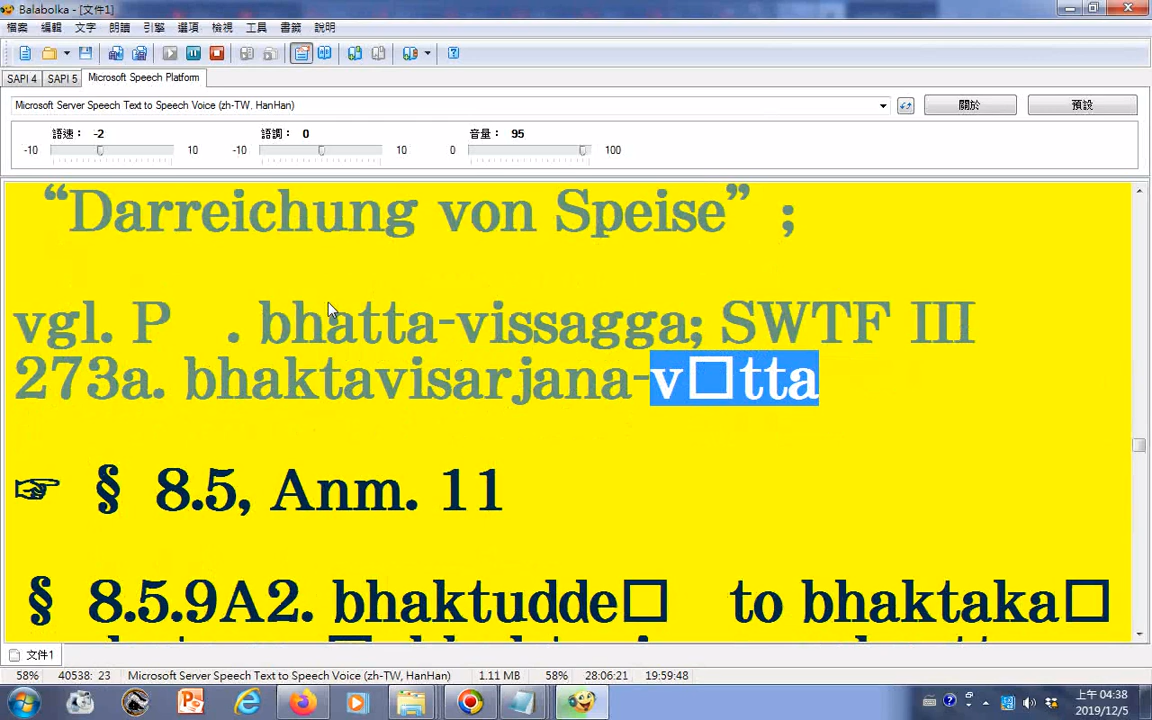 Balabolka - [文件1]
檔案 編輯 文字 朗讀 引擎 選項 檢視 工具 書籤 說明
SAPI 4 SAPI 5 Microsoft Speech Platform
Microsoft Server Speech Text to Speech Voice (zh-TW, HanHan) 關於 預設
語速: -2 語調: 0 音量: 95
-10 10 -10 10 0 100
“Darreichung von Speise” ;
vgl. P . bhatta-vissagga; SWTF III
273a. bhaktavisarjana-v□tta
☞ § 8.5, Anm. 11
§ 8.5.9A2. bhaktudde□ to bhaktaka□
文件1
58% 40538: 23 Microsoft Server Speech Text to Speech Voice (zh-TW, HanHan) 1.11 MB 58% 28:06:21 19:59:48
上午 04:38
2019/12/5